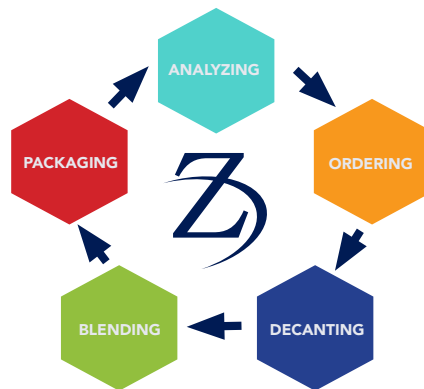 ANALYZING
ORDERING
DECANTING
BLENDING
PACKAGING
Z